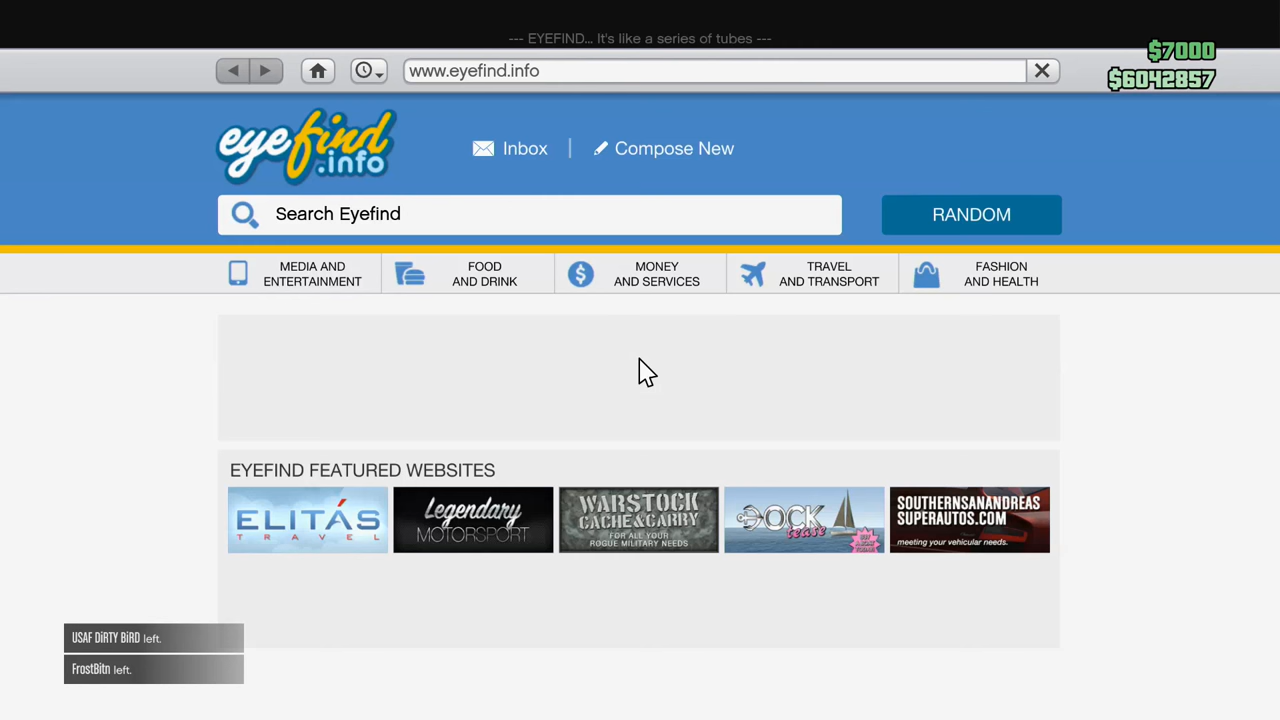 --- EYEFIND... It's like a series of tubes ---
$7000
www.eyefind.info
$6042857
eyefind
.info
Inbox
Compose New
Search Eyefind
RANDOM
MEDIA AND
ENTERTAINMENT
FOOD
AND DRINK
MONEY
AND SERVICES
TRAVEL
AND TRANSPORT
FASHION
AND HEALTH
EYEFIND FEATURED WEBSITES
ELITÁS
TRAVEL
Legendary
MOTORSPORT
WARSTOCK
CACHE&CARRY
FOR ALL YOUR
ROGUE MILITARY NEEDS
DOCK
tease
SOUTHERNSANANDREAS
SUPERAUTOS.COM
meeting your vehicular needs.
USAF DiRTY BiRD left.
FrostBitn left.